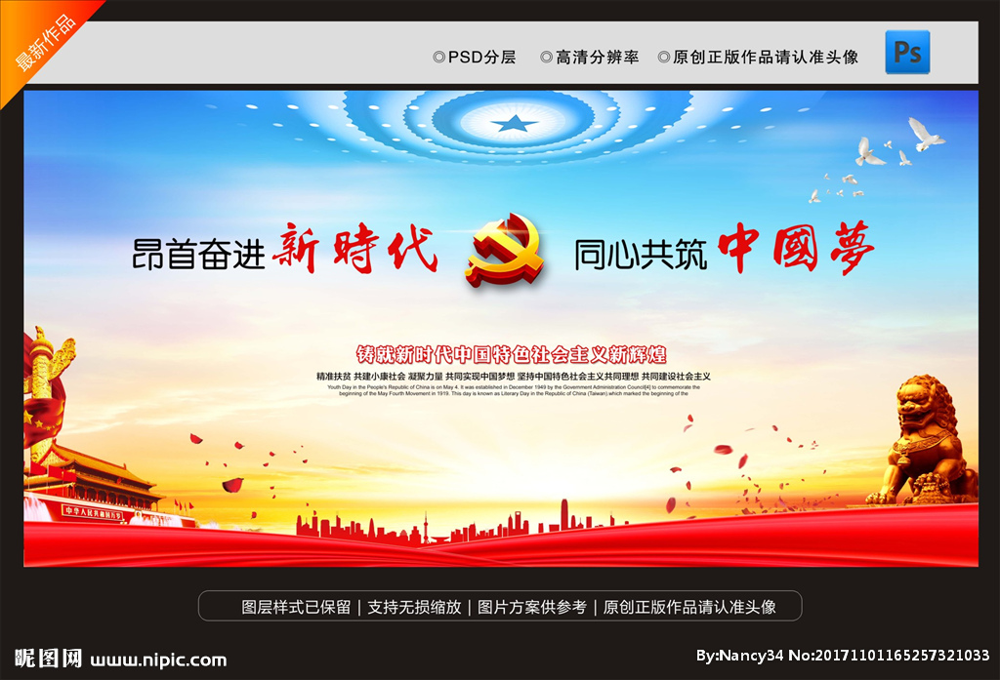 最新作品
◎PSD分层 ◎高清分辨率 ◎原创正版作品请认准头像
Ps
昂首奋进新時代 同心共筑中國夢
铸就新时代中国特色社会主义新辉煌
精准扶贫 共建小康社会 凝聚力量 共同实现中国梦想 坚持中国特色社会主义共同理想 共同建设社会主义
Youth Day in the People's Republic of China is on May 4. It was established in December 1949 by the Government Administration Council[4] to commemorate the
beginning of the May Fourth Movement in 1919. This day is known as Literary Day in the Republic of China (Taiwan).which marked the beginning of the
中华人民共和国万岁
图层样式已保留 | 支持无损缩放 | 图片方案供参考 | 原创正版作品请认准头像
昵图网 www.nipic.com
By:Nancy34 No:20171101165257321033